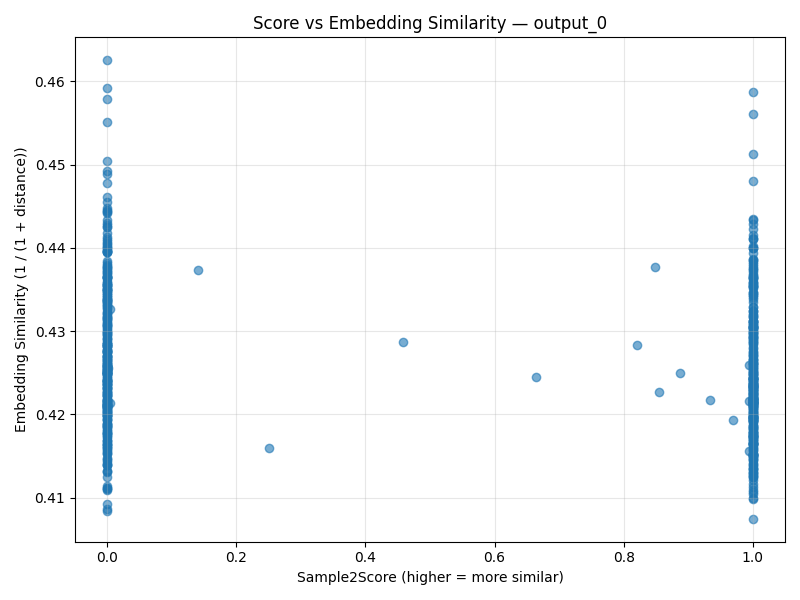 Score vs Embedding Similarity — output_0
0.46
0.45
0.44
0.43
0.42
0.41
Embedding Similarity (1 / (1 + distance))
0.0 0.2 0.4 0.6 0.8 1.0
Sample2Score (higher = more similar)